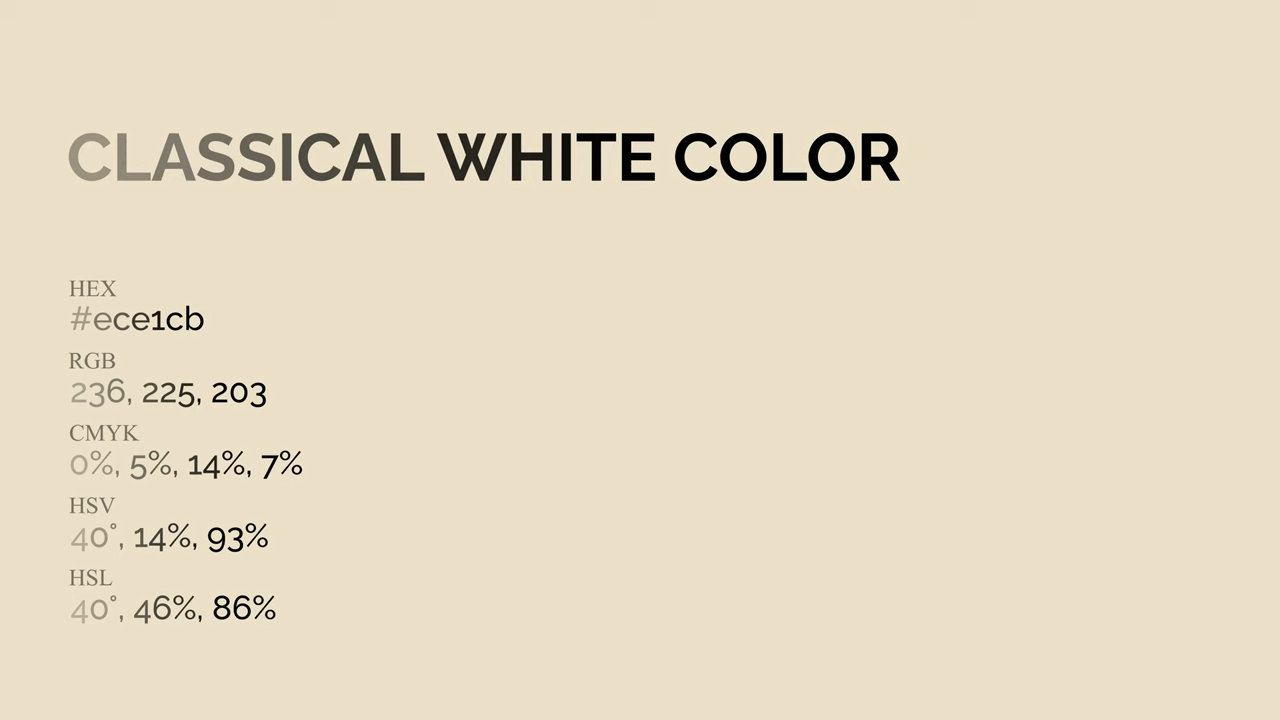 CLASSICAL WHITE COLOR
HEX
#ece1cb
RGB
236, 225, 203
CMYK
0%, 5%, 14%, 7%
HSV
40°, 14%, 93%
HSL
40°, 46%, 86%